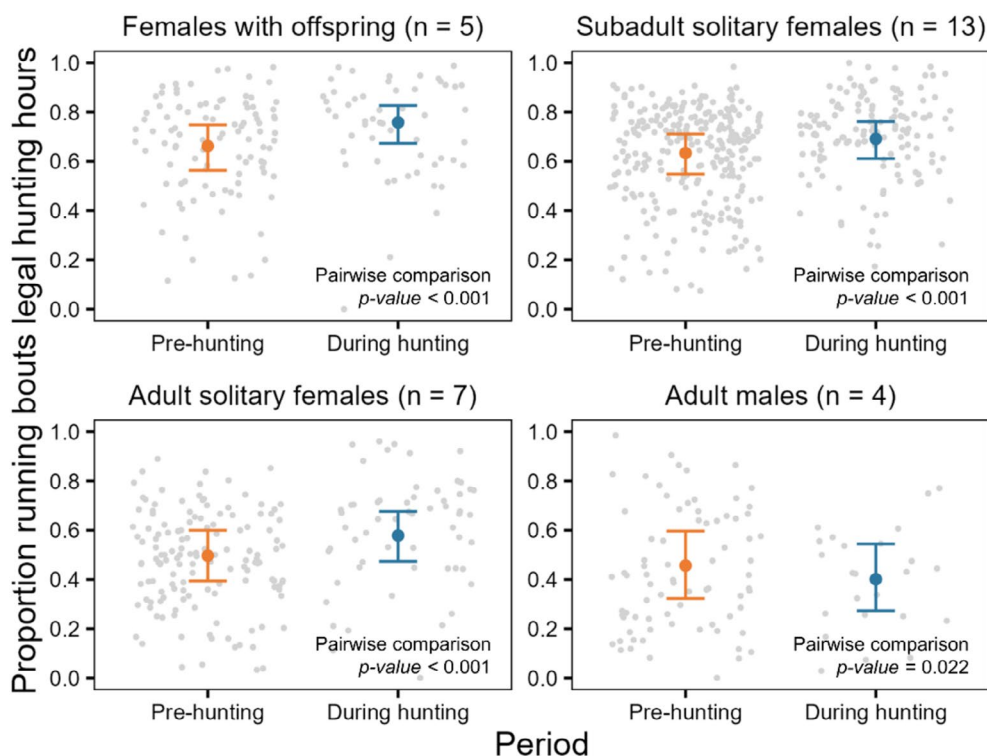 Females with offspring (n = 5)
Subadult solitary females (n = 13)
Proportion running bouts legal hunting hours
1.0
0.8
0.6
0.4
0.2
0.0
Pairwise comparison
p-value < 0.001
Pre-hunting
During hunting
1.0
0.8
0.6
0.4
0.2
0.0
Pairwise comparison
p-value < 0.001
Pre-hunting
During hunting
Adult solitary females (n = 7)
Adult males (n = 4)
1.0
0.8
0.6
0.4
0.2
0.0
Pairwise comparison
p-value < 0.001
Pre-hunting
During hunting
1.0
0.8
0.6
0.4
0.2
0.0
Pairwise comparison
p-value = 0.022
Pre-hunting
During hunting
Period